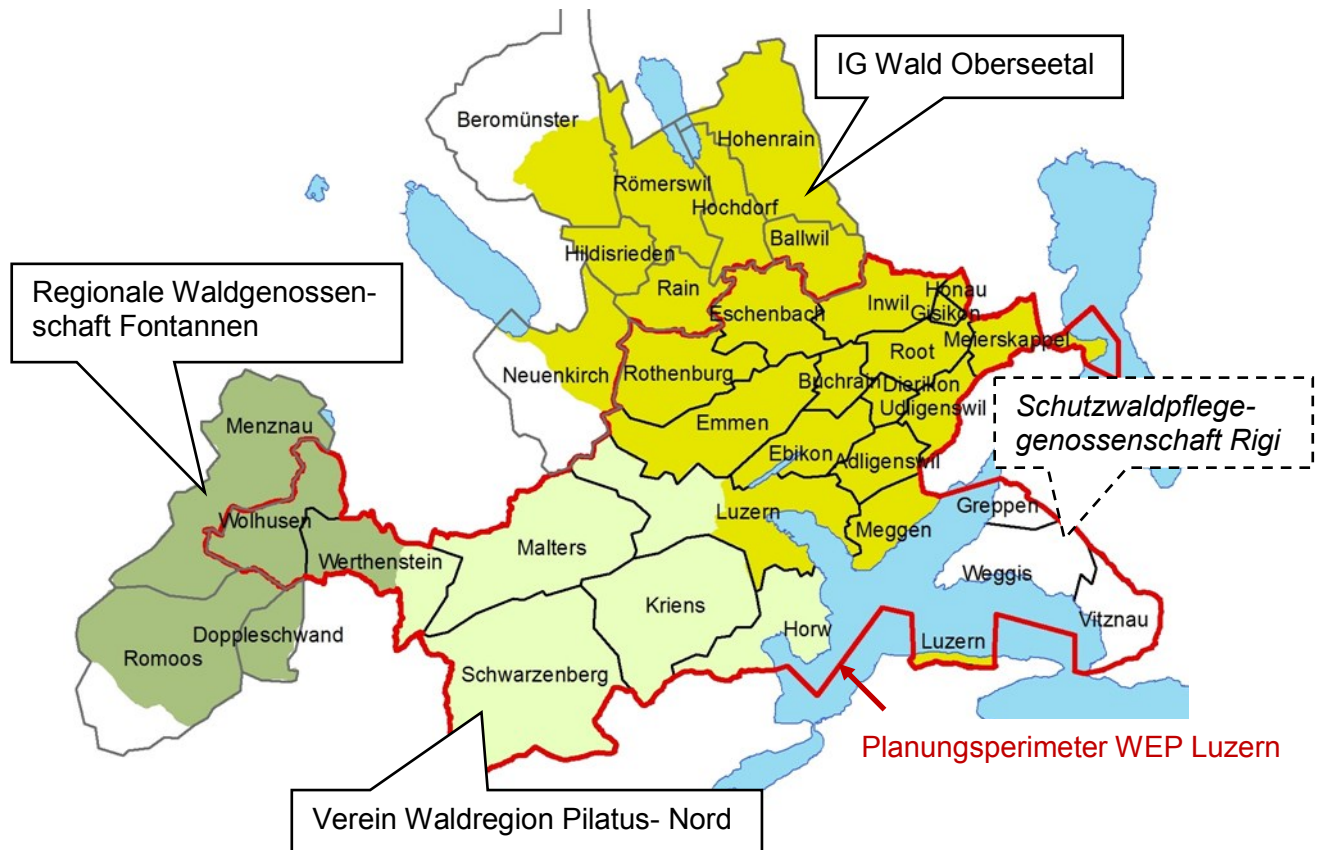 IG Wald Oberseetal
Beromünster
Hohenrain
Römerswil
Hochdorf
Ballwil
Hildisrieden
Regionale Waldgenossen-
schaft Fontannen
Rain
Eschenbach
Inwil
Honau
Gisikon
Meierskappel
Root
Neuenkirch
Rothenburg
Buchrain
Dierikon
Udligenswil
Schutzwaldpflege-
genossenschaft Rigi
Menznau
Emmen
Ebikon
Adligenswil
Greppen
Wolhusen
Luzern
Meggen
Malters
Werthenstein
Weggis
Kriens
Vitznau
Horw
Doppleschwand
Luzern
Romoos
Schwarzenberg
Planungsperimeter WEP Luzern
Verein Waldregion Pilatus- Nord